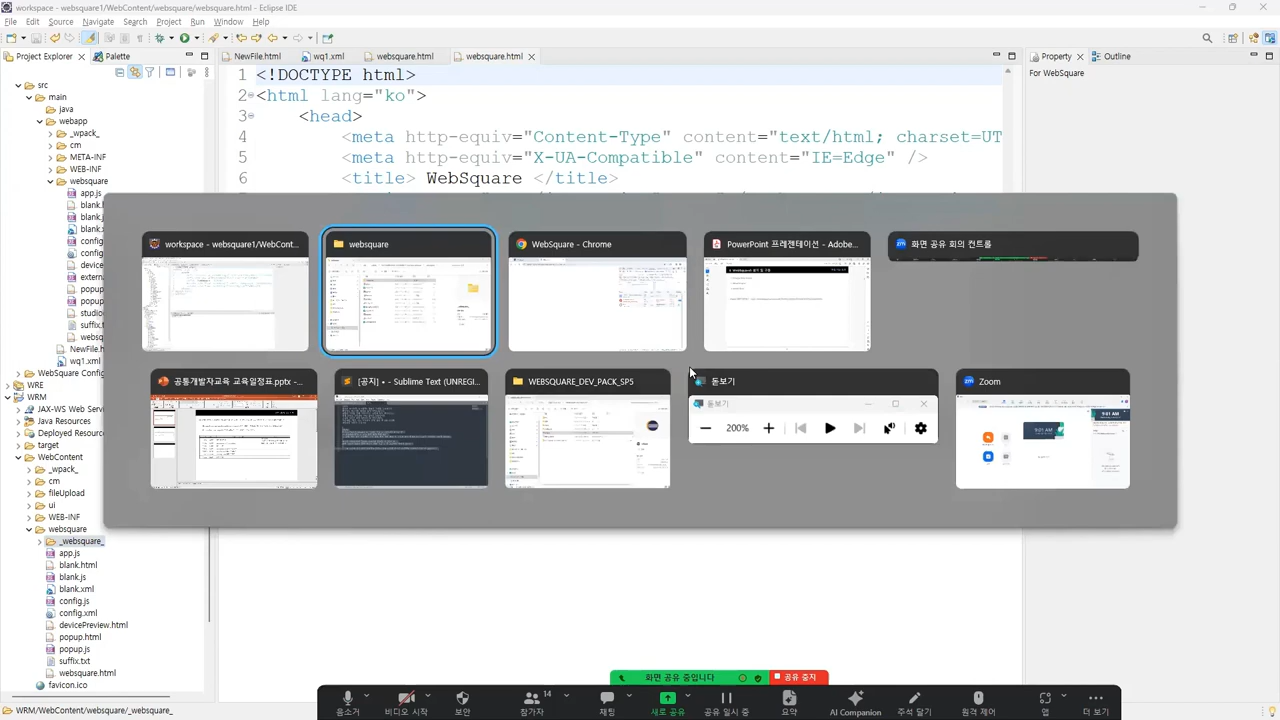 workspace - websquare1/WebContent/websquare/websquare.html - Eclipse IDE
File Edit Source Navigate Search Project Run Window Help
Project Explorer
Palette
NewFile.html
wq1.xml
websquare.html
websquare.html
Property
Outline
For WebSquare
src
main
java
webapp
_wpack_
cm
META-INF
WEB-INF
websquare
app.js
blank.
blank.j
blank.x
config
config
device
extern
popup
popup
studio
suffix.t
websq
NewFile.h
wq1.xml
WebSquare Config
WRE
WRM
JAX-WS Web Serv
Java Resources
Deployed Resourc
target
WebContent
_wpack_
cm
fileUpload
ui
WEB-INF
websquare
_websquare_
app.js
blank.html
blank.js
blank.xml
config.js
config.xml
devicePreview.html
popup.html
popup.js
suffix.txt
websquare.html
favicon.ico
WRM/WebContent/websquare/_websquare_
1 <!DOCTYPE html>
2 <html lang="ko">
3 <head>
4 <meta http-equiv="Content-Type" content="text/html; charset=UT
5 <meta http-equiv="X-UA-Compatible" content="IE=Edge" />
6 <title> WebSquare </title>
workspace - websquare1/WebCont...
websquare
WebSquare - Chrome
PowerPoint 프레젠테이션 - Adobe...
화면 공유 회의 컨트롤
공통개발자교육 교육일정표.pptx -...
[공지] • - Sublime Text (UNREGI...
WEBSQUARE_DEV_PACK_SP5
돋보기
돋보기
200%
Zoom
9:01 AM
9:01 AM
화면 공유 중입니다
공유 중지
음소거
비디오 시작
보안
참가자
14
채팅
새로 공유
공유 일시 중
요약
AI Companion
주석 달기
원격 제어
앱
더 보기